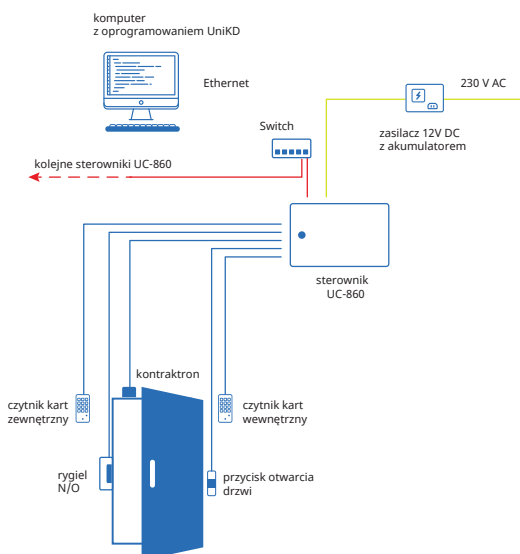 komputer
z oprogramowaniem UniKD
Ethernet
230 V AC
Switch
zasilacz 12V DC
z akumulatorem
kolejne sterowniki UC-860
sterownik
UC-860
kontraktron
czytnik kart
zewnętrzny
czytnik kart
wewnętrzny
rygiel
N/O
przycisk otwarcia
drzwi